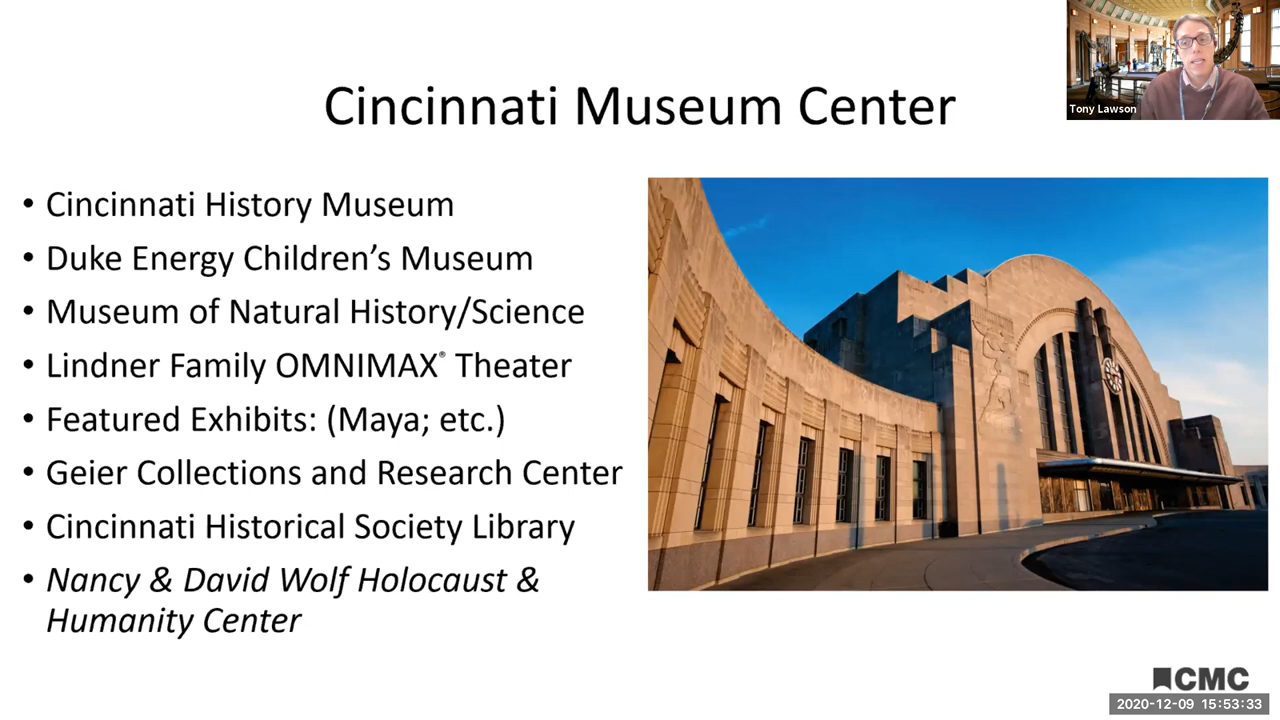 Cincinnati Museum Center
Tony Lawson
• Cincinnati History Museum
• Duke Energy Children’s Museum
• Museum of Natural History/Science
• Lindner Family OMNIMAX® Theater
• Featured Exhibits: (Maya; etc.)
• Geier Collections and Research Center
• Cincinnati Historical Society Library
• Nancy & David Wolf Holocaust &
Humanity Center
CMC
2020-12-09 15:53:33